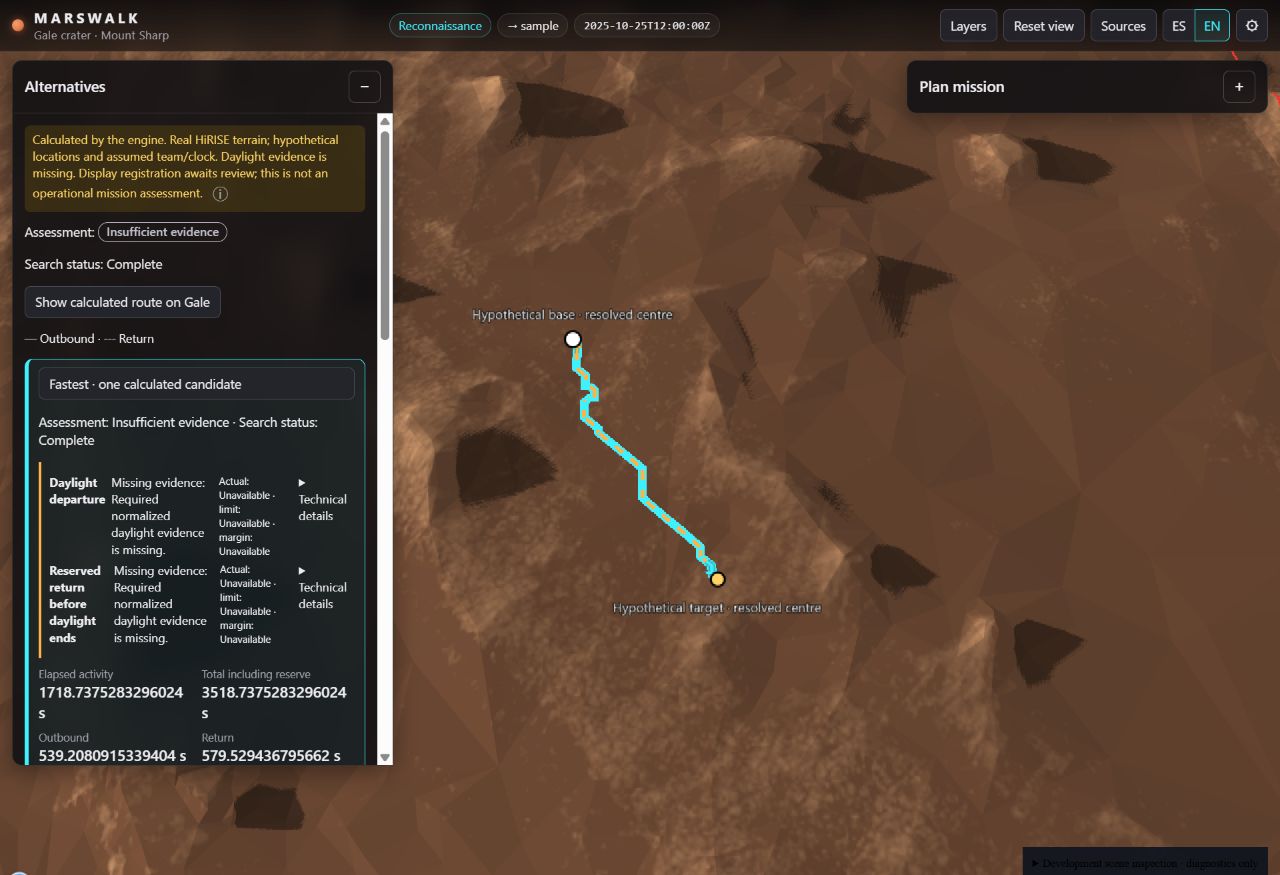 MARSWALK
Gale crater · Mount Sharp
Reconnaissance
→ sample
2025-10-25T12:00:00Z
Layers
Reset view
Sources
ES
EN
Alternatives
−
Plan mission
+
Calculated by the engine. Real HiRISE terrain; hypothetical
locations and assumed team/clock. Daylight evidence is
missing. Display registration awaits review; this is not an
operational mission assessment. ⓘ
Assessment: Insufficient evidence
Search status: Complete
Show calculated route on Gale
— Outbound · --- Return
Fastest · one calculated candidate
Assessment: Insufficient evidence · Search status:
Complete
Daylight
departure
Missing evidence:
Required
normalized
daylight evidence
is missing.
Actual:
Unavailable ·
limit:
Unavailable ·
margin:
Unavailable
▶
Technical
details
Reserved
return
before
daylight
ends
Missing evidence:
Required
normalized
daylight evidence
is missing.
Actual:
Unavailable ·
limit:
Unavailable ·
margin:
Unavailable
▶
Technical
details
Elapsed activity
1718.7375283296024
s
Total including reserve
3518.7375283296024
s
Outbound
539.2080915339404 s
Return
579.529436795662 s
Hypothetical base · resolved centre
Hypothetical target · resolved centre
▶ Development scene inspection · diagnostics only